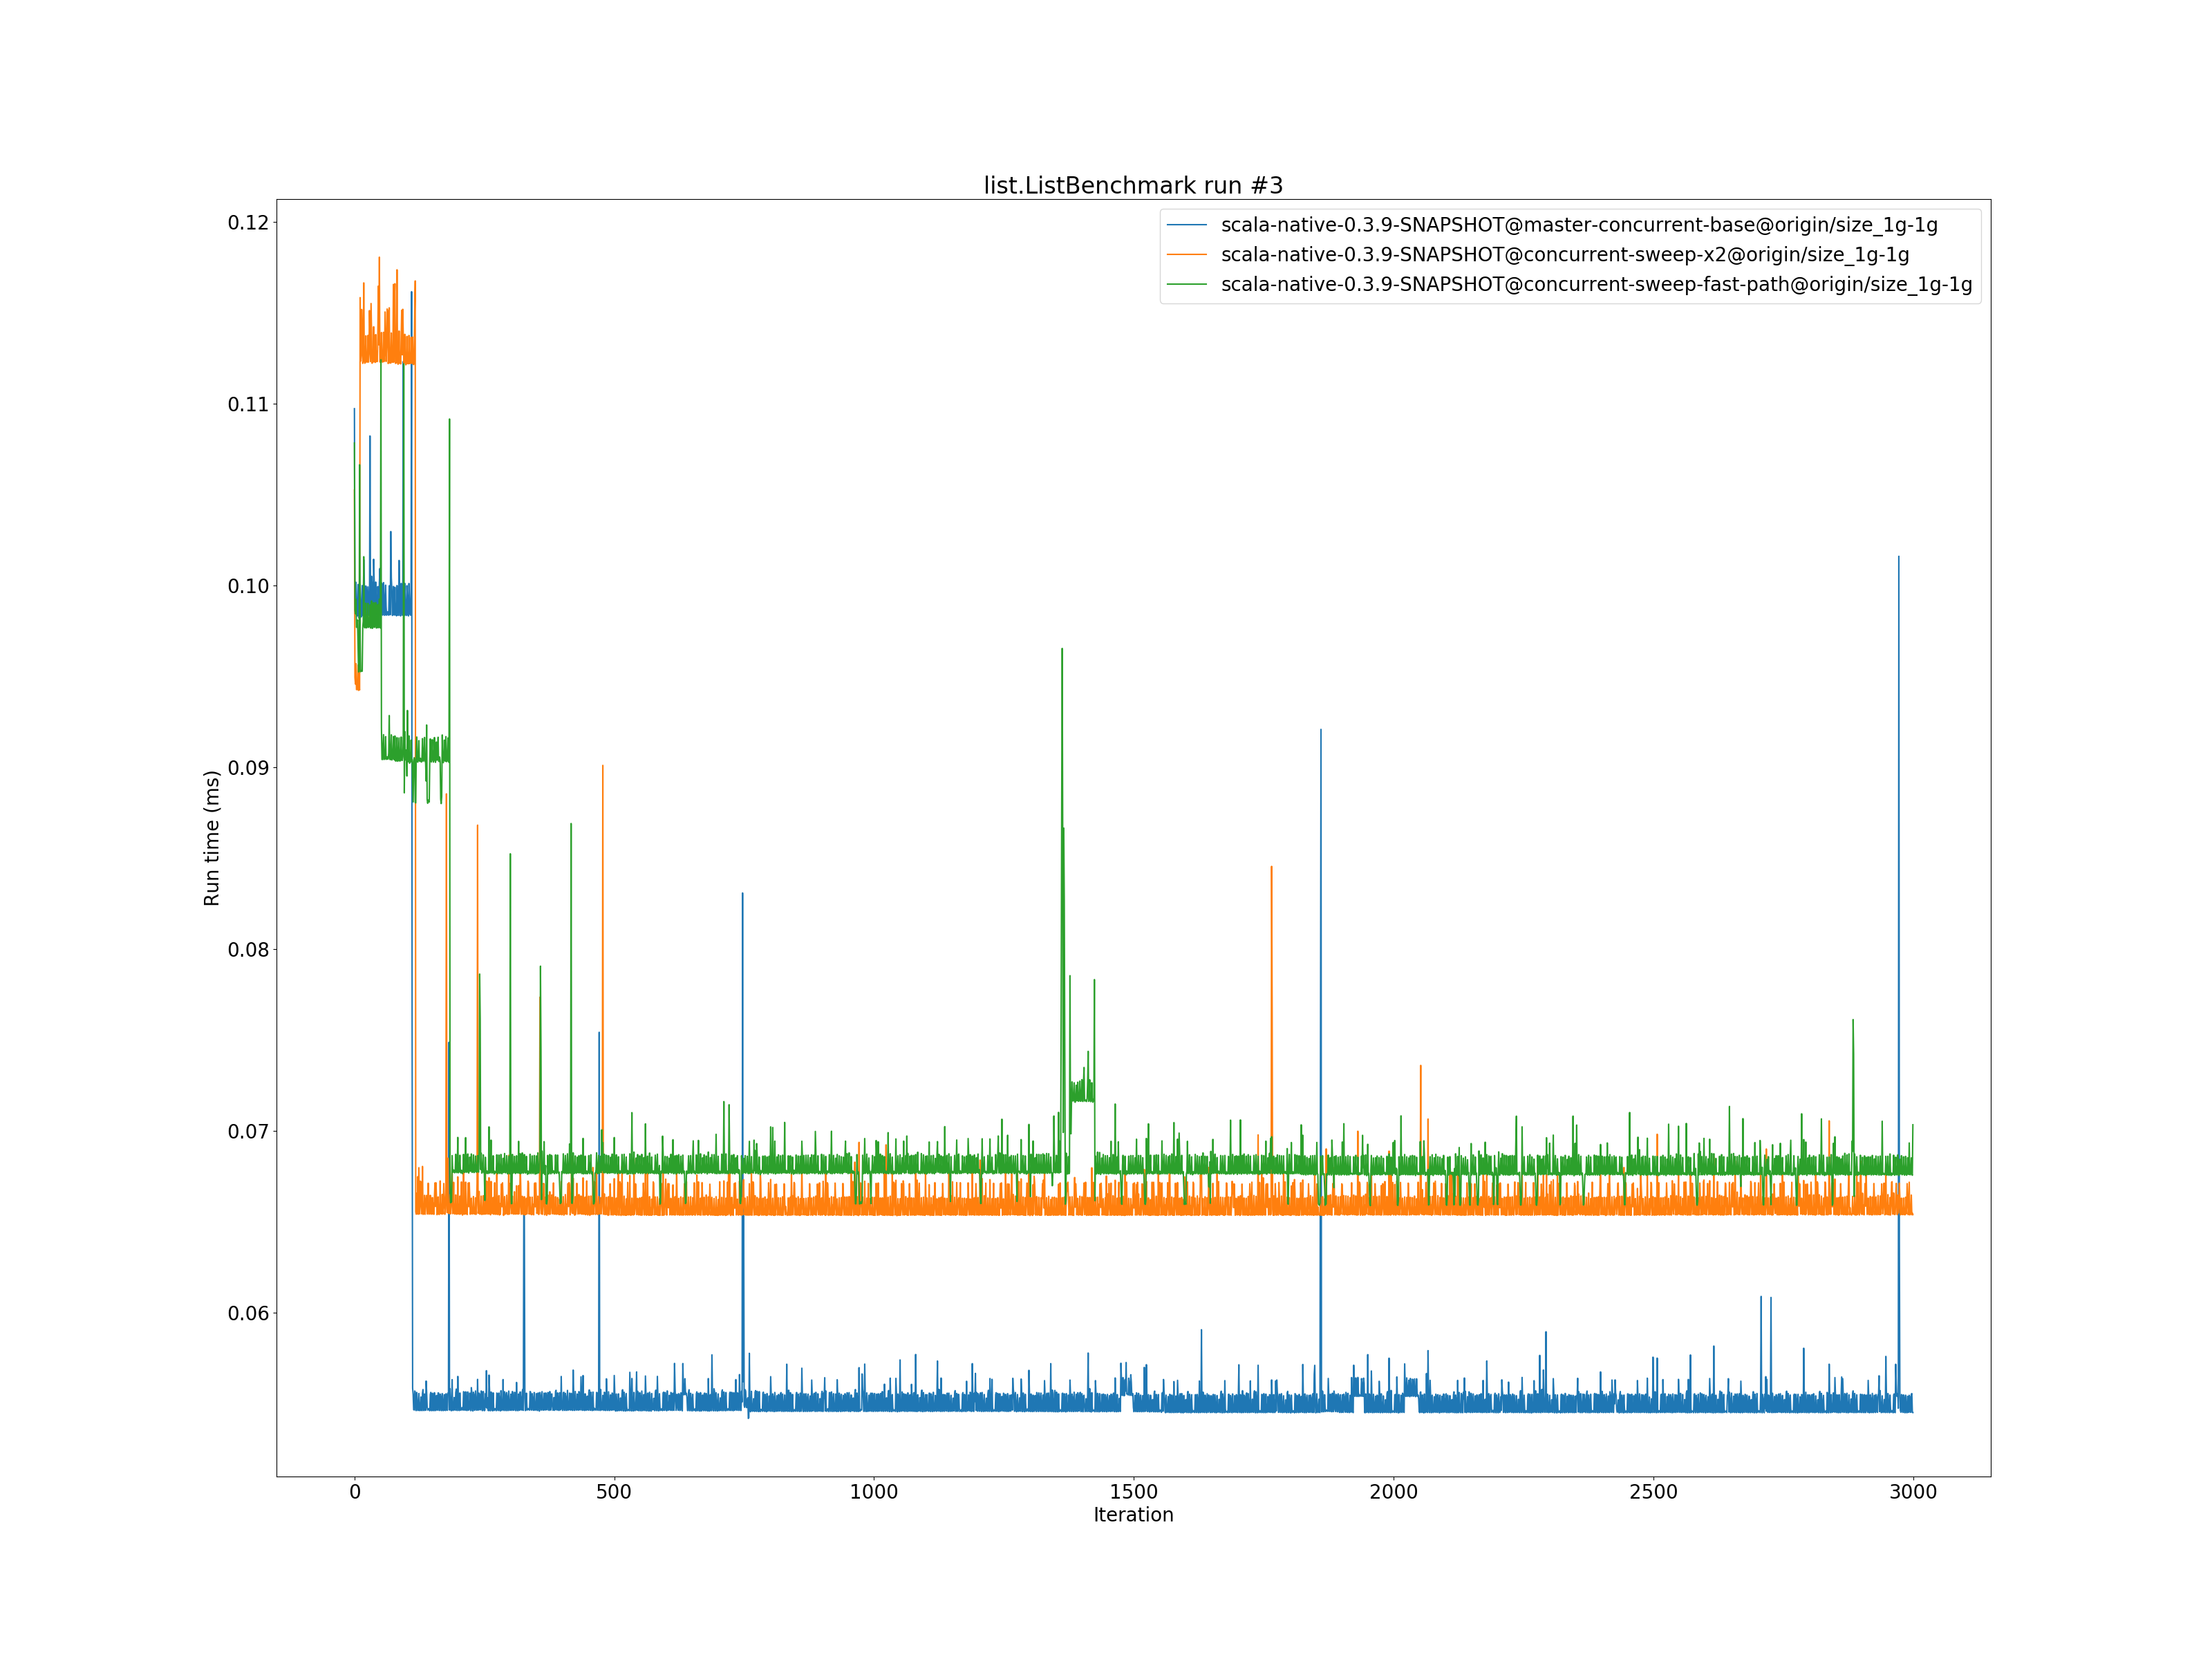 list.ListBenchmark run #3
scala-native-0.3.9-SNAPSHOT@master-concurrent-base@origin/size_1g-1g
scala-native-0.3.9-SNAPSHOT@concurrent-sweep-x2@origin/size_1g-1g
scala-native-0.3.9-SNAPSHOT@concurrent-sweep-fast-path@origin/size_1g-1g
0.12
0.11
0.10
0.09
0.08
0.07
0.06
Run time (ms)
0 500 1000 1500 2000 2500 3000
Iteration